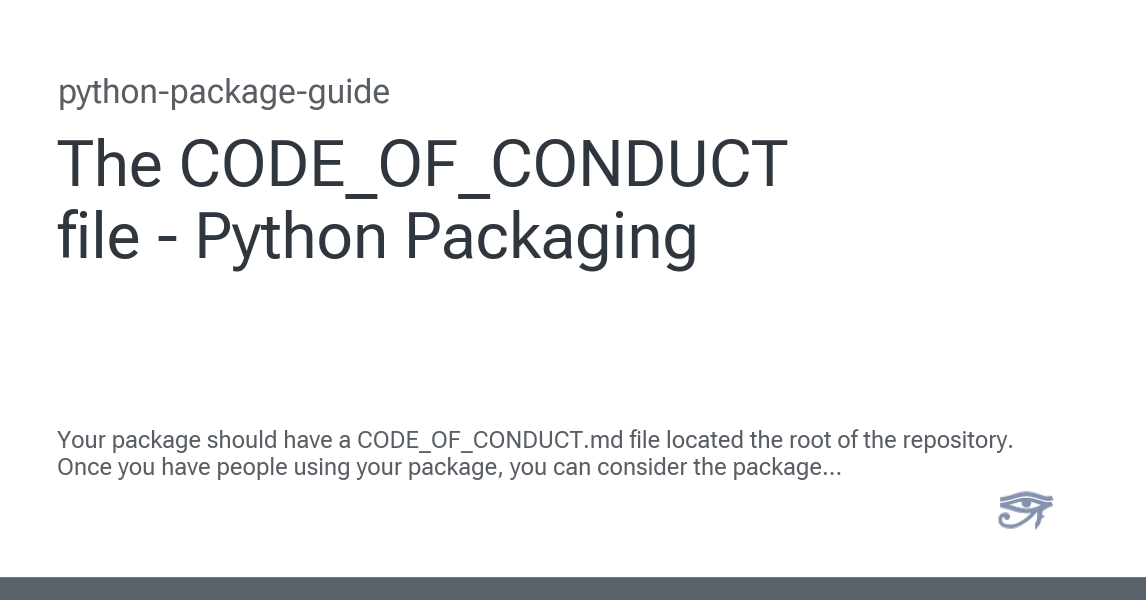 python-package-guide
The CODE_OF_CONDUCT
file - Python Packaging
Your package should have a CODE_OF_CONDUCT.md file located the root of the repository.
Once you have people using your package, you can consider the package...